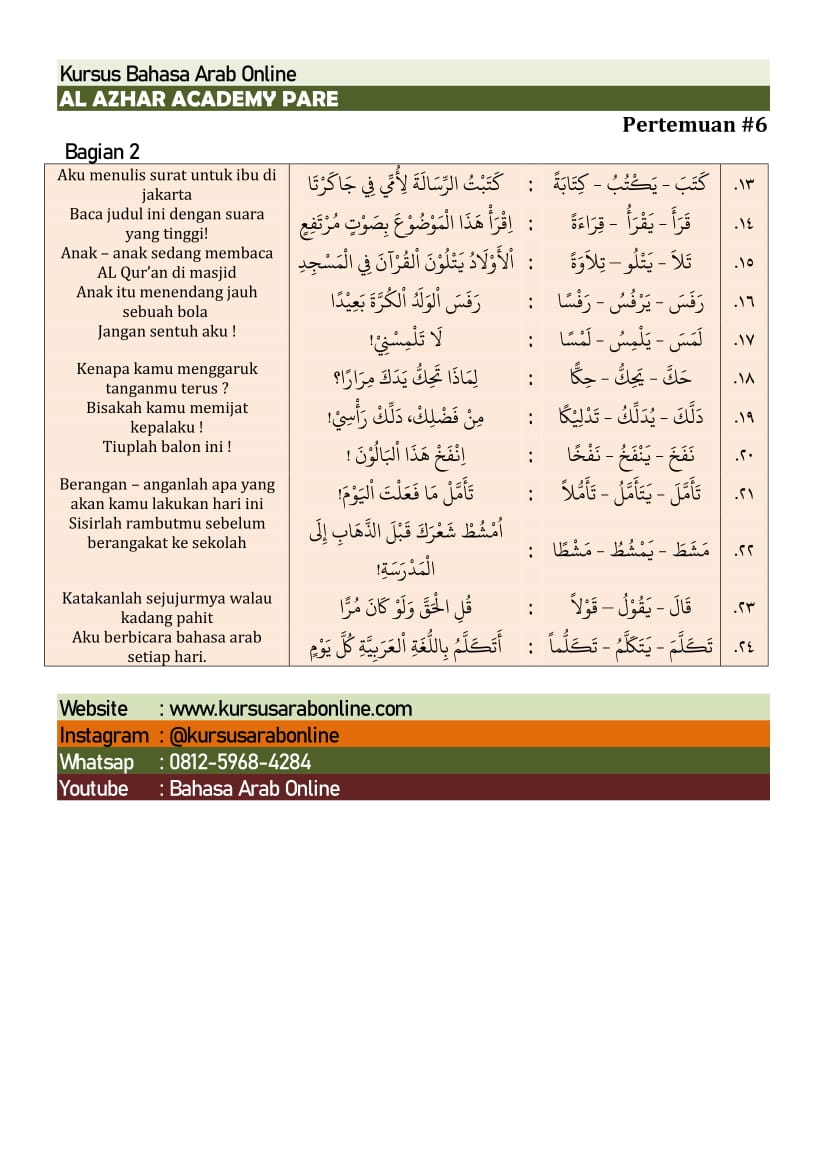 Kursus Bahasa Arab Online
AL AZHAR ACADEMY PARE
Pertemuan #6
Bagian 2
.١٣ كَتَبَ - يَكْتُبُ - كِتَابَةً : كَتَبْتُ الرِّسَالَةَ لِأُمِّي فِي جَاكَرْتَا
Aku menulis surat untuk ibu di
jakarta
.١٤ قَرَأَ - يَقْرَأُ - قِرَاءَةً : اِقْرَأْ هَذَا الْمَوْضُوْعَ بِصَوْتٍ مُرْتَفِعٍ
Baca judul ini dengan suara
yang tinggi!
.١٥ تَلاَ - يَتْلُو – تِلاَوَةً : اْلأَوْلَادُ يَتْلُوْنَ الْقُرْآنَ فِي الْمَسْجِدِ
Anak – anak sedang membaca
AL Qur’an di masjid
.١٦ رَفَسَ - يَرْفُسُ - رَفْسًا : رَفَسَ اْلوَلَدُ اْلكُرَّةَ بَعِيْدًا
Anak itu menendang jauh
sebuah bola
.١٧ لَمَسَ - يَلْمِسُ - لَمْسًا : لَا تَلْمِسْنِيْ!
Jangan sentuh aku !
.١٨ حَكَّ - يَحِكُّ - حِكًّا : لِمَاذَا تَحِكُّ يَدَكَ مِرَارًا؟
Kenapa kamu menggaruk
tanganmu terus ?
.١٩ دَلَّكَ - يُدَلِّكُ - تَدْلِيْكًا : مِنْ فَضْلِكْ، دَلِّكْ رَأْسِيْ!
Bisakah kamu memijat
kepalaku !
.٢٠ نَفَخَ - يَنْفَخُ - نَفْخًا : اِنْفَخْ هَذَا اْلبَالُوْنَ !
Tiuplah balon ini !
.٢١ تَأَمَّلَ - يَتَأَمَّلُ - تَأَمُّلاً : تَأَمَّلْ مَا فَعَلْتَ اْليَوْمَ!
Berangan – anganlah apa yang
akan kamu lakukan hari ini
.٢٢ مَشَطَ - يَمْشُطُ - مَشْطًا : اُمْشُطْ شَعْرَكَ قَبْلَ الذَّهَابِ إِلَى
الْمَدْرَسَةِ!
Sisirlah rambutmu sebelum
berangakat ke sekolah
.٢٣ قَالَ - يَقُوْلُ – قَوْلاً : قُلِ الْحَقَّ وَلَوْ كَانَ مُرًّا
Katakanlah sejujurmya walau
kadang pahit
.٢٤ تَكَلَّمَ - يَتَكَلَّمُ - تَكَلُّماً : أَتَكَلَّمُ بِاللُّغَةِ الْعَرَبِيَّةِ كُلَّ يَوْمٍ
Aku berbicara bahasa arab
setiap hari.
Website : www.kursusarabonline.com
Instagram : @kursusarabonline
Whatsap : 0812-5968-4284
Youtube : Bahasa Arab Online